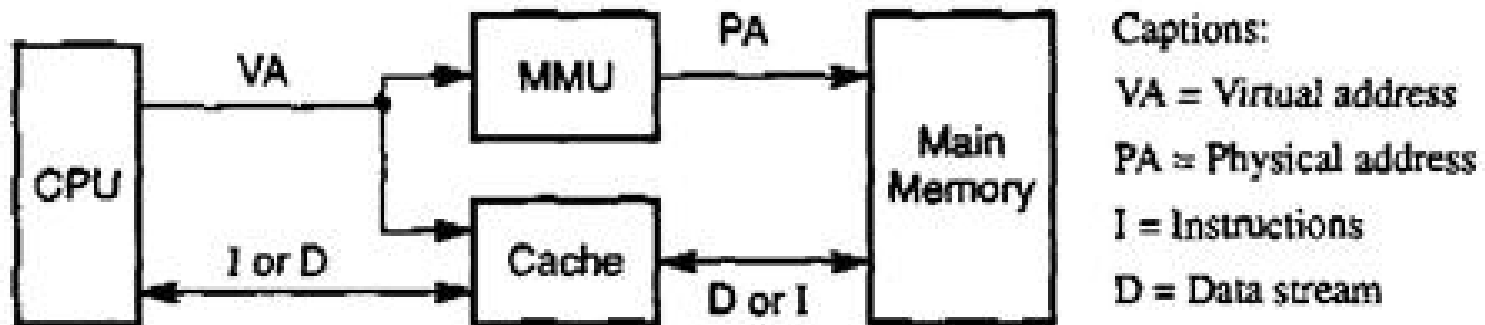 CPU
VA
I or D
MMU
Cache
PA
D or I
Main
Memory
Captions:
VA = Virtual address
PA = Physical address
I = Instructions
D = Data stream